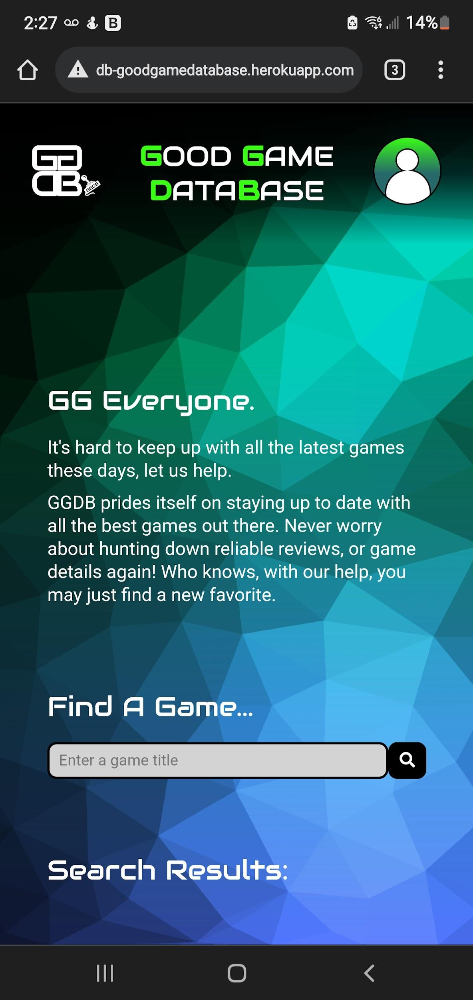 2:27 B 6 14%
db-goodgamedatabase.herokuapp.com 3
GGDB GGDB
GOOD GAME
DATABASE
GG Everyone.
It's hard to keep up with all the latest games
these days, let us help.
GGDB prides itself on staying up to date with
all the best games out there. Never worry
about hunting down reliable reviews, or game
details again! Who knows, with our help, you
may just find a new favorite.
Find A Game...
Enter a game title
Search Results: